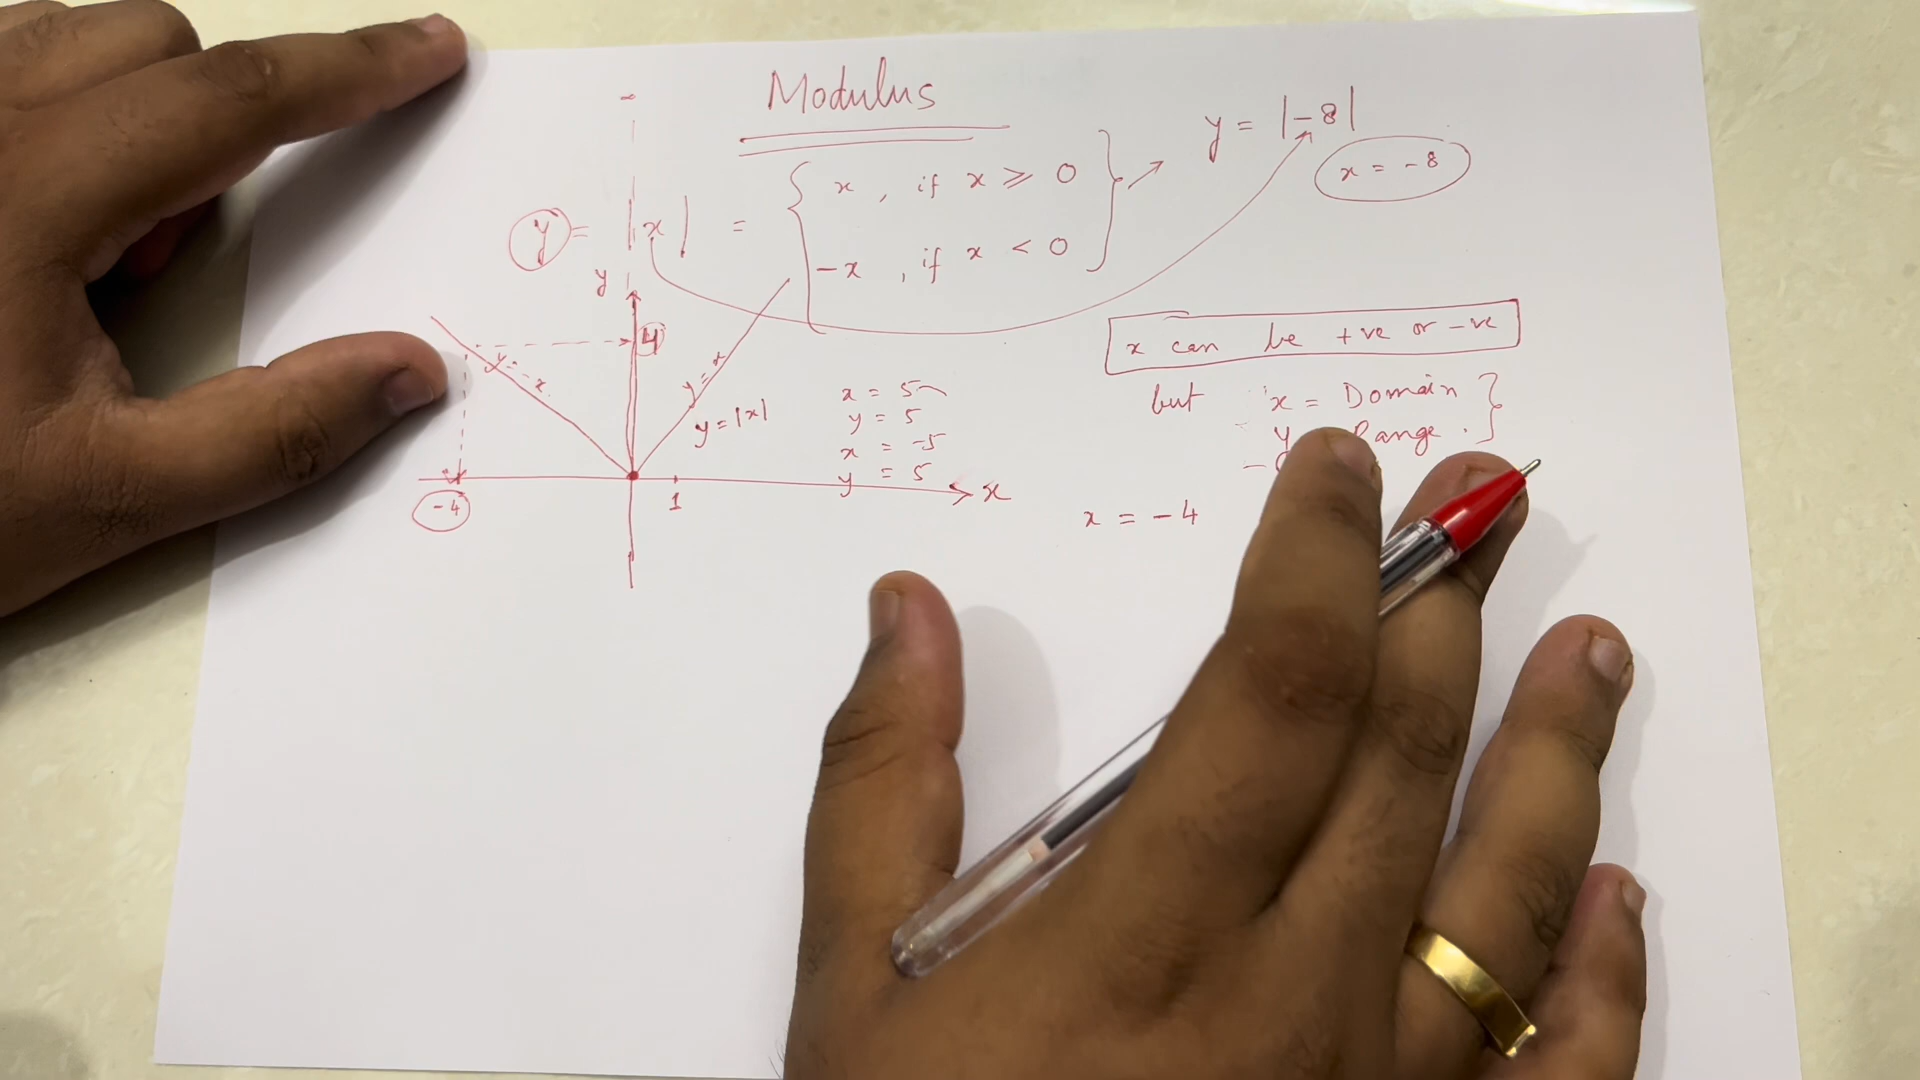 Modulus
y = |x| = { x , if x ⩾ 0
-x , if x < 0 } →
y = |-8|
x = -8
y
4
y = -x
y = x
y = |x|
-4
1
x
x = 5
y = 5
x = -5
y = 5
x can be +ve or -ve
but x = Domain
y Range .
x = -4